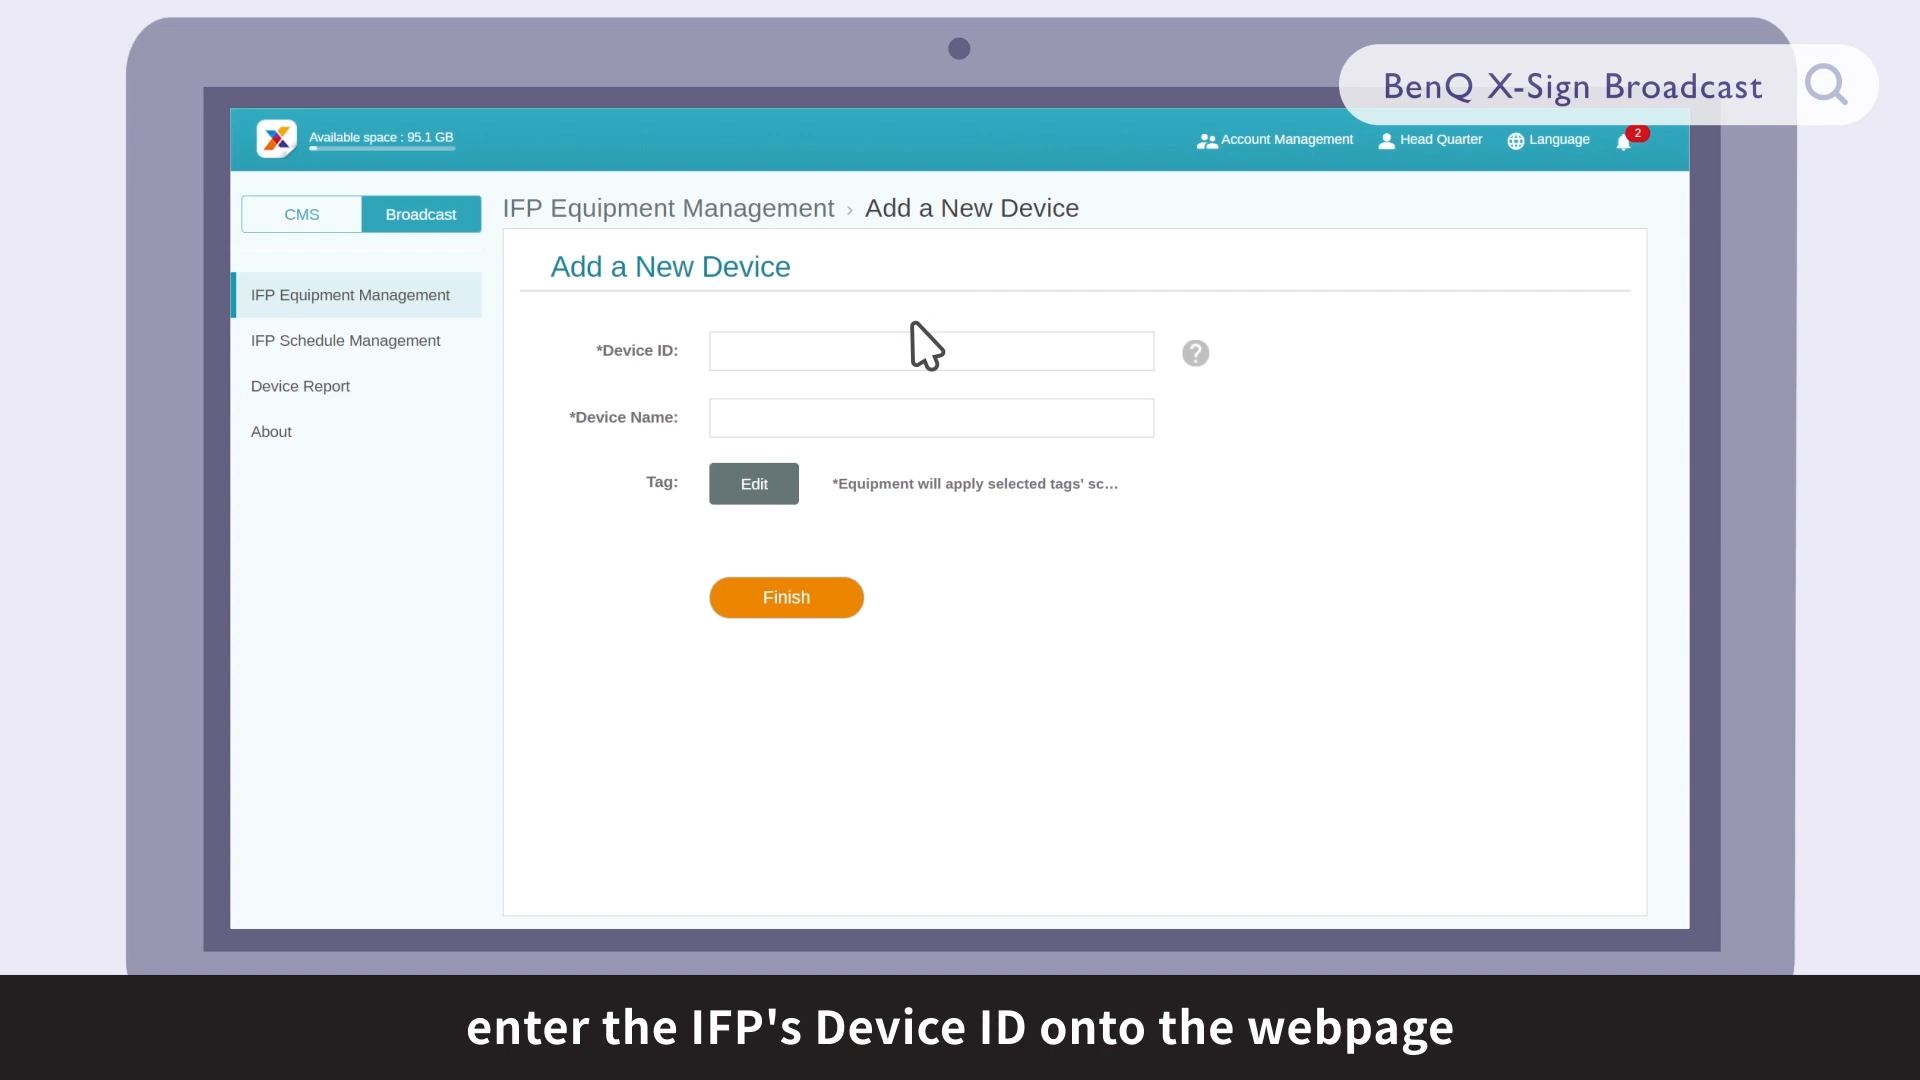 BenQ X-Sign Broadcast
Available space : 95.1 GB
Account Management
Head Quarter
Language
2
CMS
Broadcast
IFP Equipment Management › Add a New Device
Add a New Device
IFP Equipment Management
IFP Schedule Management
Device Report
About
*Device ID:
?
*Device Name:
Tag:
Edit
*Equipment will apply selected tags' sc...
Finish
enter the IFP's Device ID onto the webpage